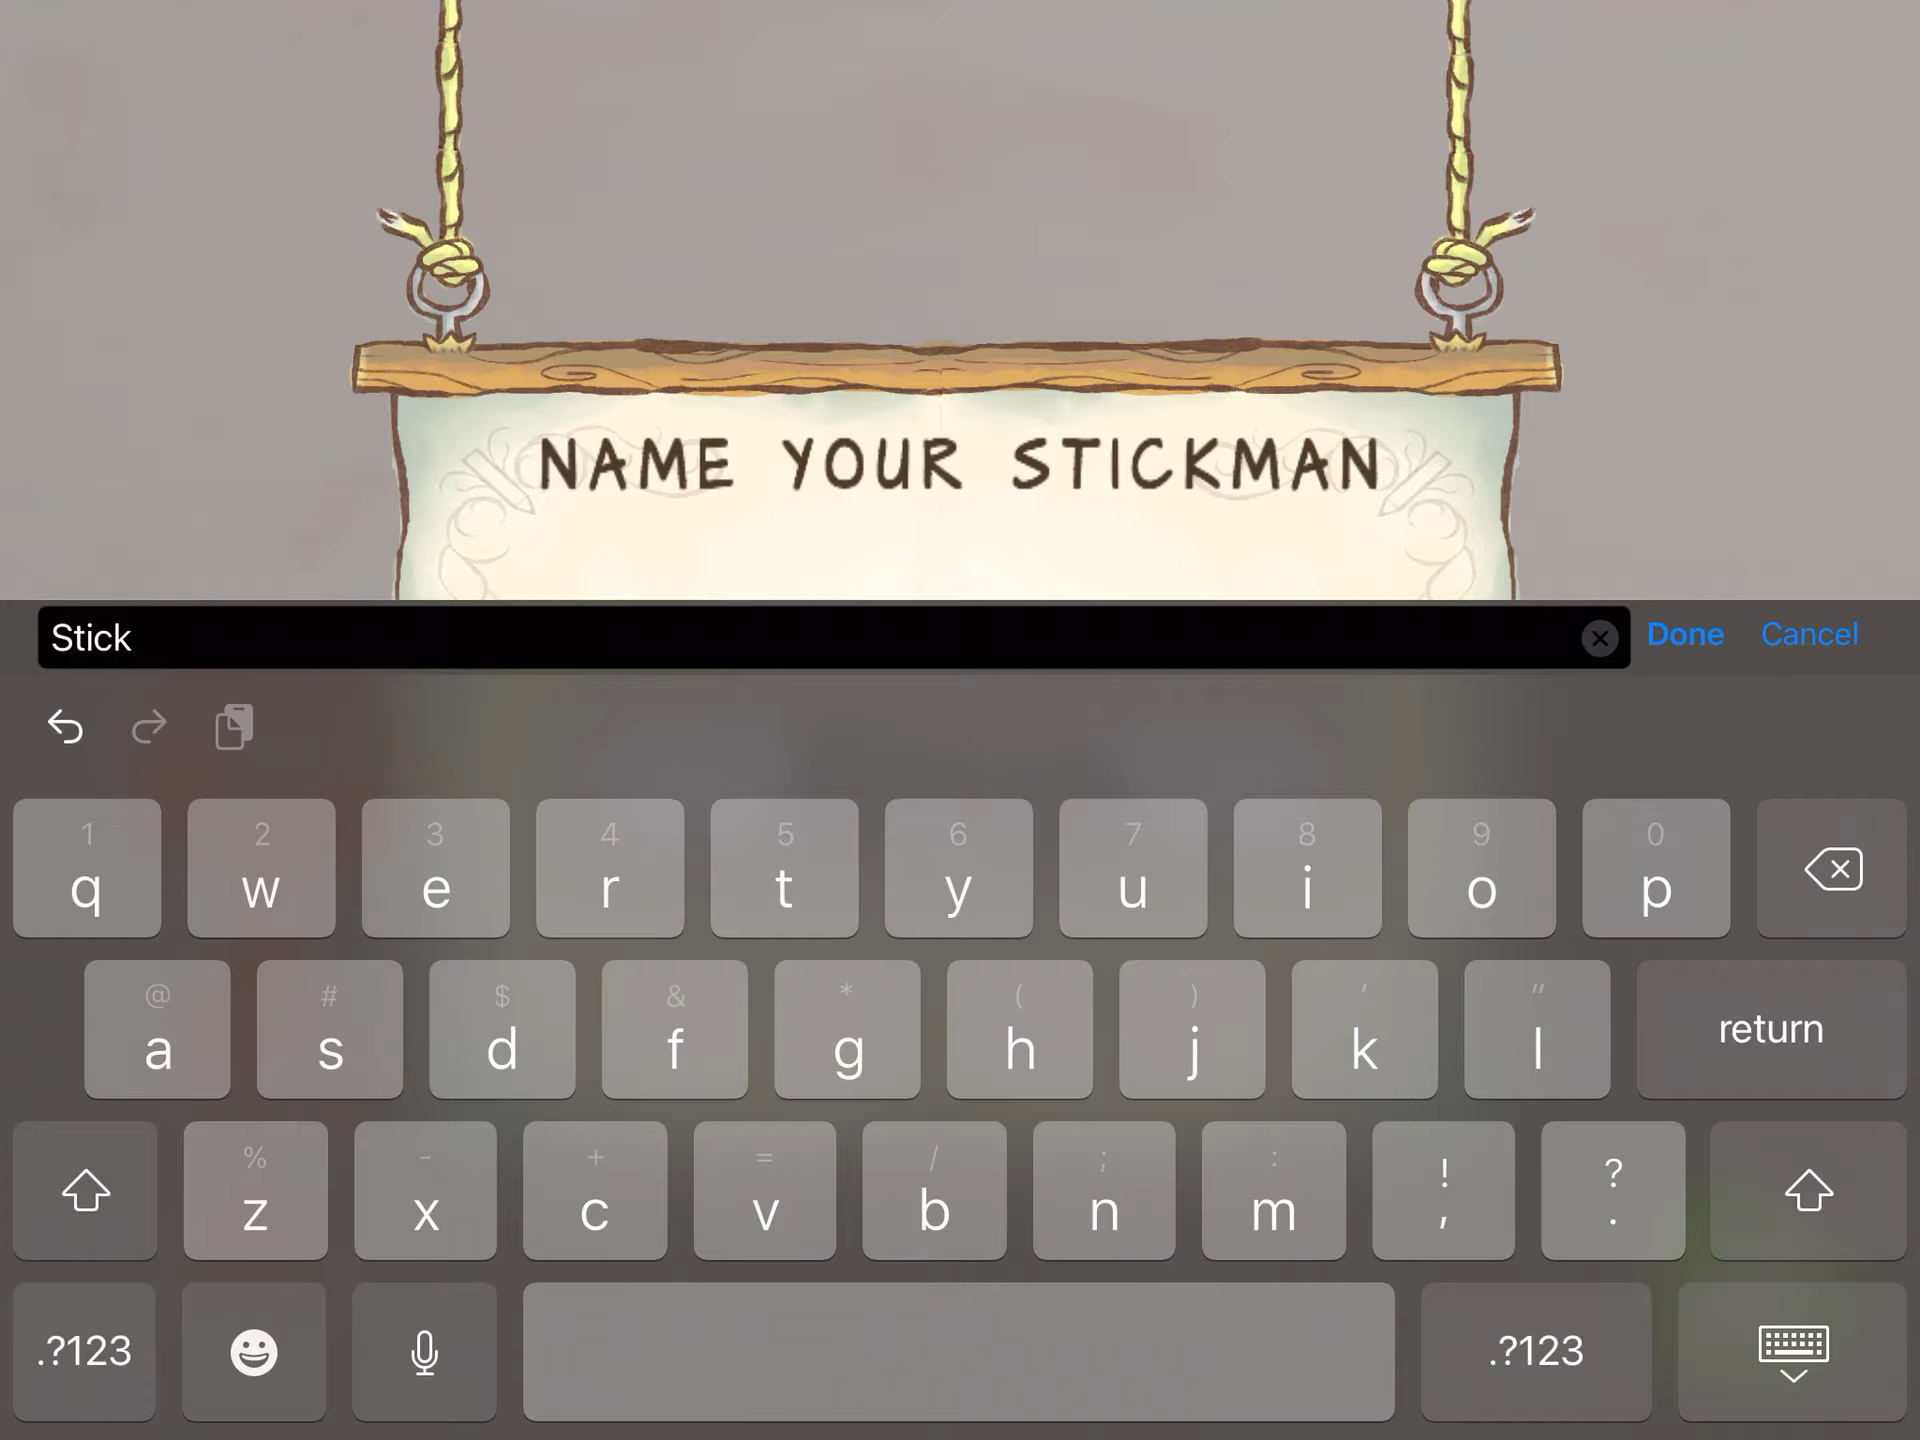 NAME YOUR STICKMAN
Stick
Done Cancel
1 2 3 4 5 6 7 8 9 0
q w e r t y u i o p
@ # $ & * ( ) ' "
a s d f g h j k l return
% - + = / ; : ! ?
z x c v b n m , .
.?123 .?123